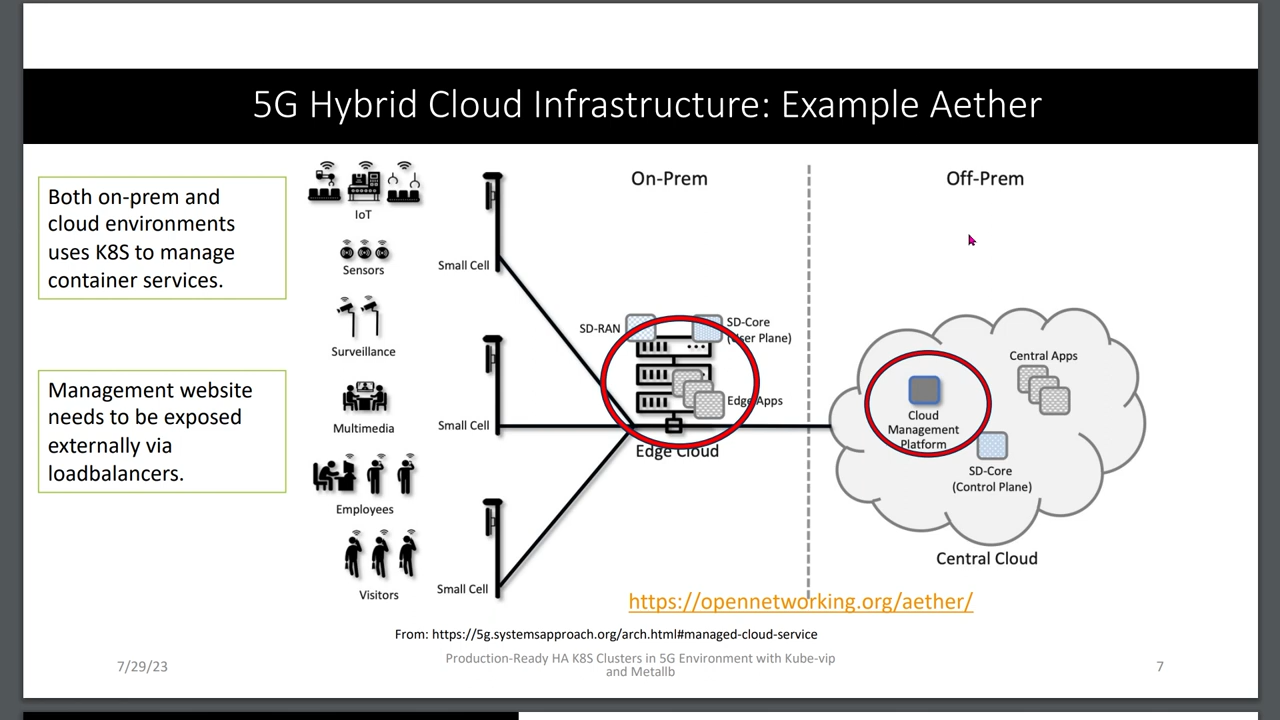 5G Hybrid Cloud Infrastructure: Example Aether
Both on-prem and
cloud environments
uses K8S to manage
container services.
Management website
needs to be exposed
externally via
loadbalancers.
IoT
Sensors
Surveillance
Multimedia
Employees
Visitors
Small Cell
Small Cell
Small Cell
On-Prem
SD-RAN
SD-Core
(User Plane)
Edge Apps
Edge Cloud
Off-Prem
Central Apps
Cloud
Management
Platform
SD-Core
(Control Plane)
Central Cloud
https://opennetworking.org/aether/
From: https://5g.systemsapproach.org/arch.html#managed-cloud-service
7/29/23
Production-Ready HA K8S Clusters in 5G Environment with Kube-vip
and Metallb
7